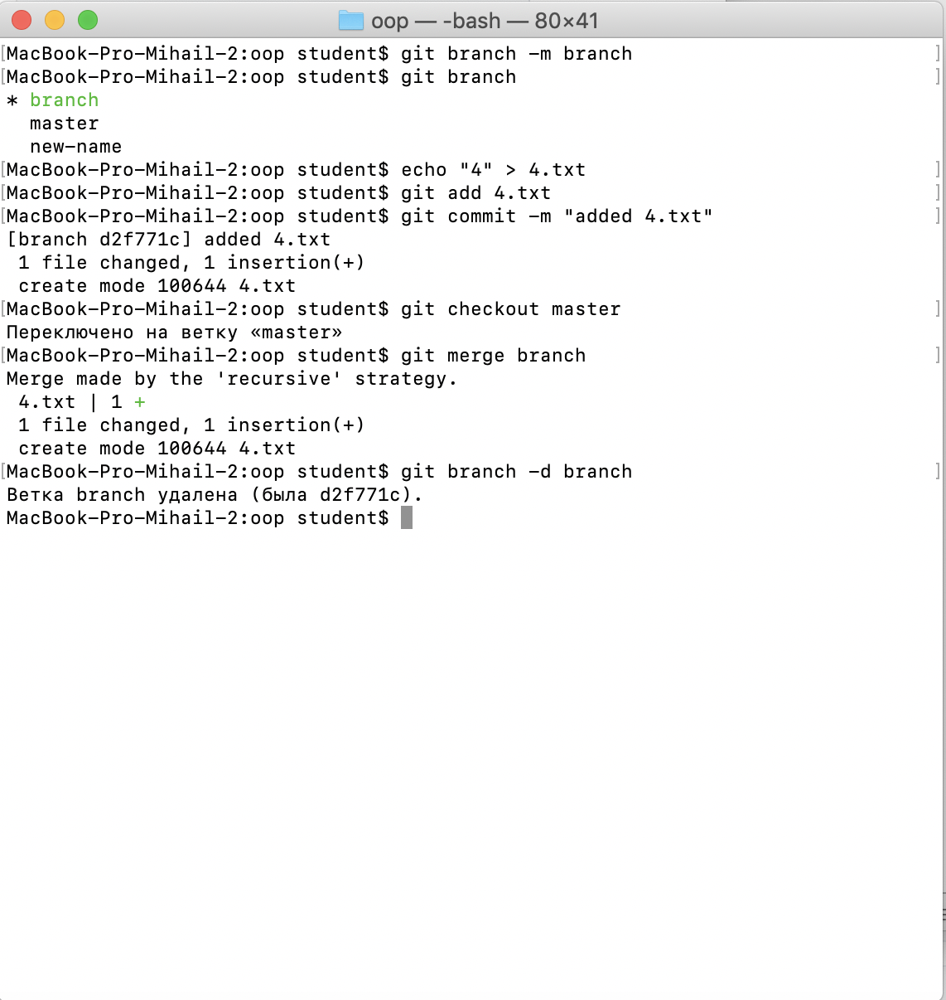 oop — -bash — 80×41
[MacBook-Pro-Mihail-2:oop student$ git branch -m branch ]
[MacBook-Pro-Mihail-2:oop student$ git branch ]
* branch
  master
  new-name
[MacBook-Pro-Mihail-2:oop student$ echo "4" > 4.txt ]
[MacBook-Pro-Mihail-2:oop student$ git add 4.txt ]
[MacBook-Pro-Mihail-2:oop student$ git commit -m "added 4.txt" ]
[branch d2f771c] added 4.txt
 1 file changed, 1 insertion(+)
 create mode 100644 4.txt
[MacBook-Pro-Mihail-2:oop student$ git checkout master ]
Переключено на ветку «master»
[MacBook-Pro-Mihail-2:oop student$ git merge branch ]
Merge made by the 'recursive' strategy.
 4.txt | 1 +
 1 file changed, 1 insertion(+)
 create mode 100644 4.txt
[MacBook-Pro-Mihail-2:oop student$ git branch -d branch ]
Ветка branch удалена (была d2f771c).
MacBook-Pro-Mihail-2:oop student$